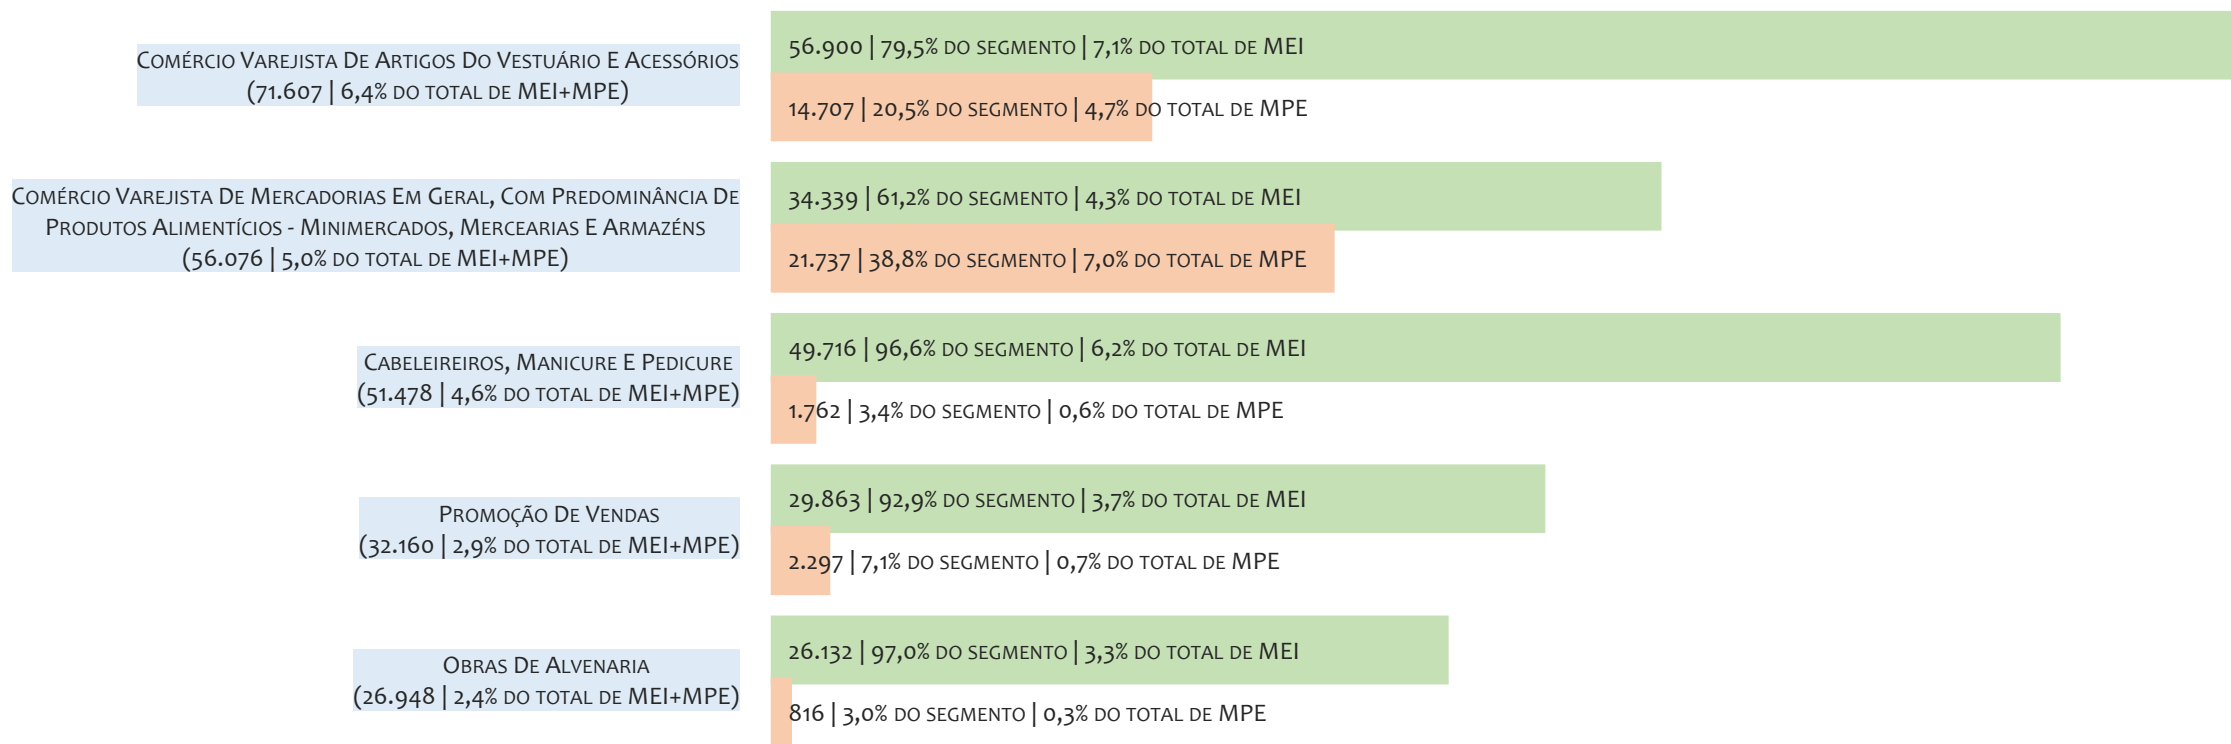 Comércio Varejista De Artigos Do Vestuário E Acessórios
(71.607 | 6,4% do total de MEI+MPE)
56.900 | 79,5% do segmento | 7,1% do total de MEI
14.707 | 20,5% do segmento | 4,7% do total de MPE
Comércio Varejista De Mercadorias Em Geral, Com Predominância De
Produtos Alimentícios - Minimercados, Mercearias E Armazéns
(56.076 | 5,0% do total de MEI+MPE)
34.339 | 61,2% do segmento | 4,3% do total de MEI
21.737 | 38,8% do segmento | 7,0% do total de MPE
Cabeleireiros, Manicure E Pedicure
(51.478 | 4,6% do total de MEI+MPE)
49.716 | 96,6% do segmento | 6,2% do total de MEI
1.762 | 3,4% do segmento | 0,6% do total de MPE
Promoção De Vendas
(32.160 | 2,9% do total de MEI+MPE)
29.863 | 92,9% do segmento | 3,7% do total de MEI
2.297 | 7,1% do segmento | 0,7% do total de MPE
Obras De Alvenaria
(26.948 | 2,4% do total de MEI+MPE)
26.132 | 97,0% do segmento | 3,3% do total de MEI
816 | 3,0% do segmento | 0,3% do total de MPE